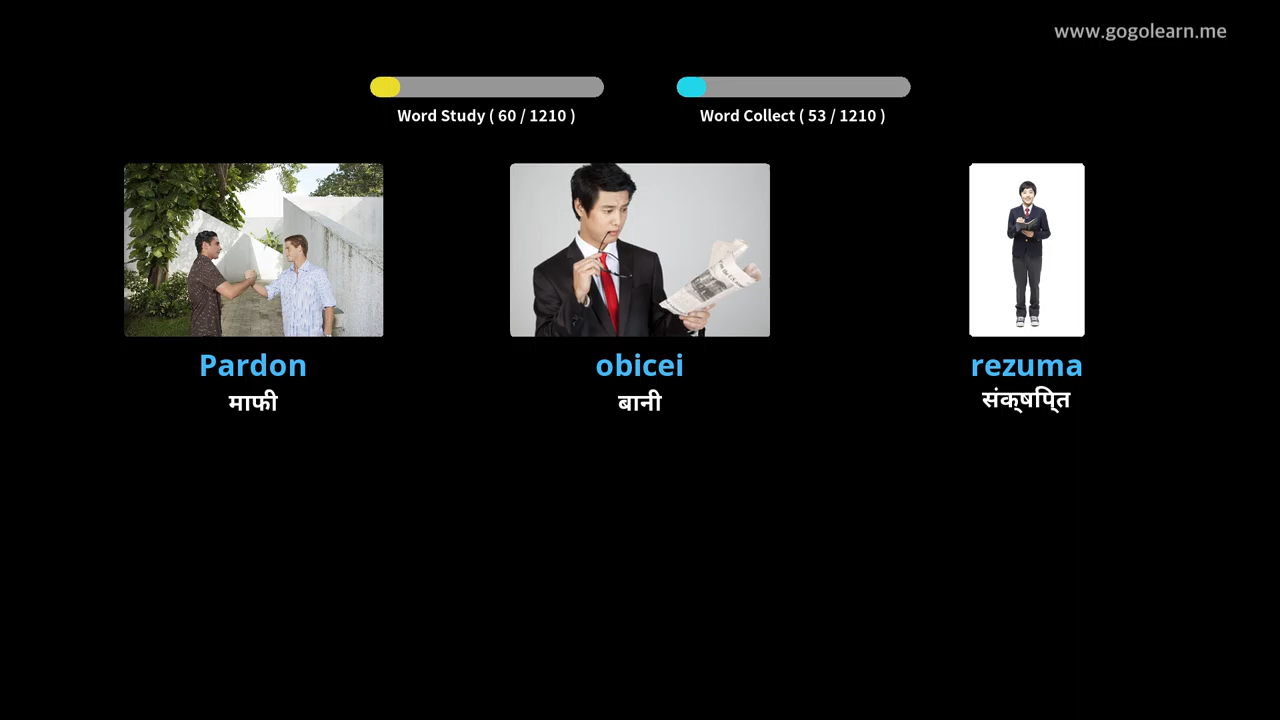 www.gogolearn.me
Word Study ( 60 / 1210 )
Word Collect ( 53 / 1210 )
Pardon
माफी
obicei
बानी
rezuma
संक्षप्ति